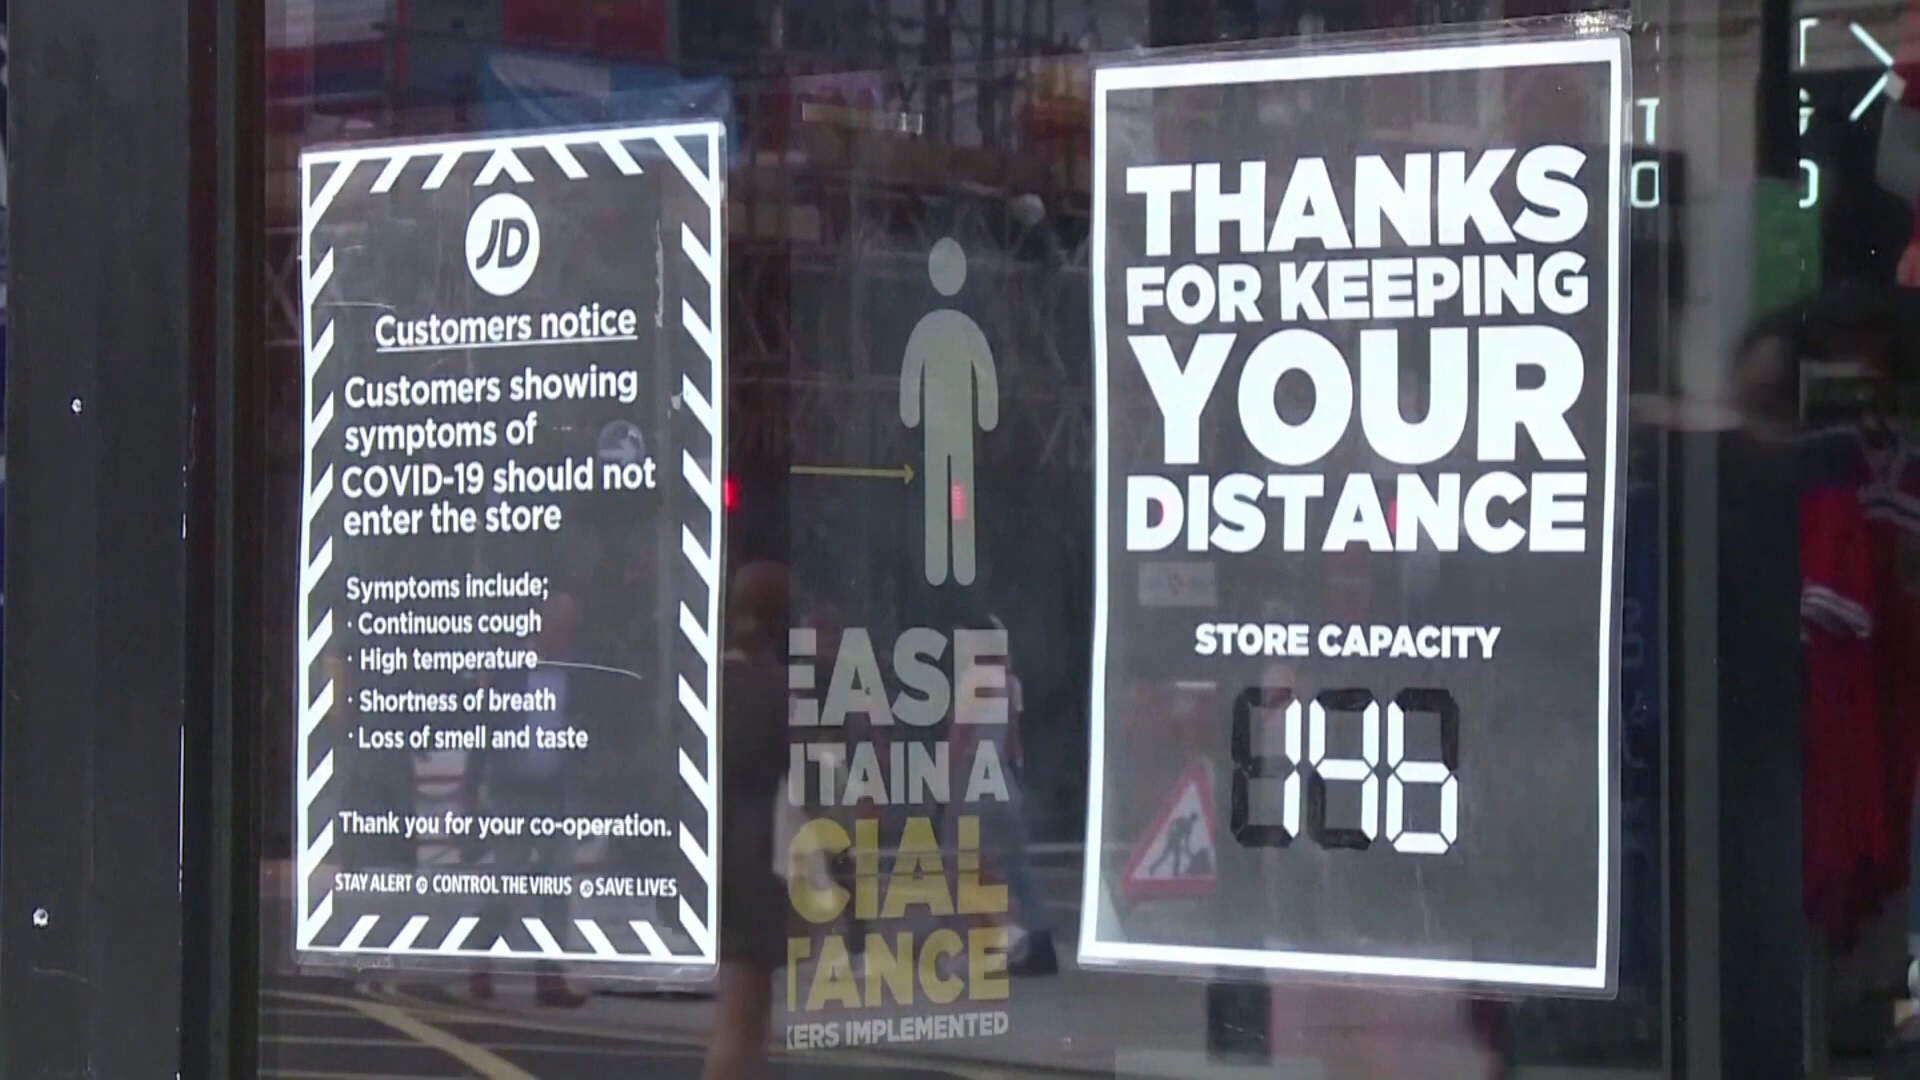 JD
Customers notice
Customers showing
symptoms of
COVID-19 should not
enter the store
Symptoms include;
· Continuous cough
· High temperature
· Shortness of breath
· Loss of smell and taste
Thank you for your co-operation.
STAY ALERT CONTROL THE VIRUS SAVE LIVES
EASE
TAIN A
CIAL
TANCE
KERS IMPLEMENTED
THANKS
FOR KEEPING
YOUR
DISTANCE
STORE CAPACITY
146